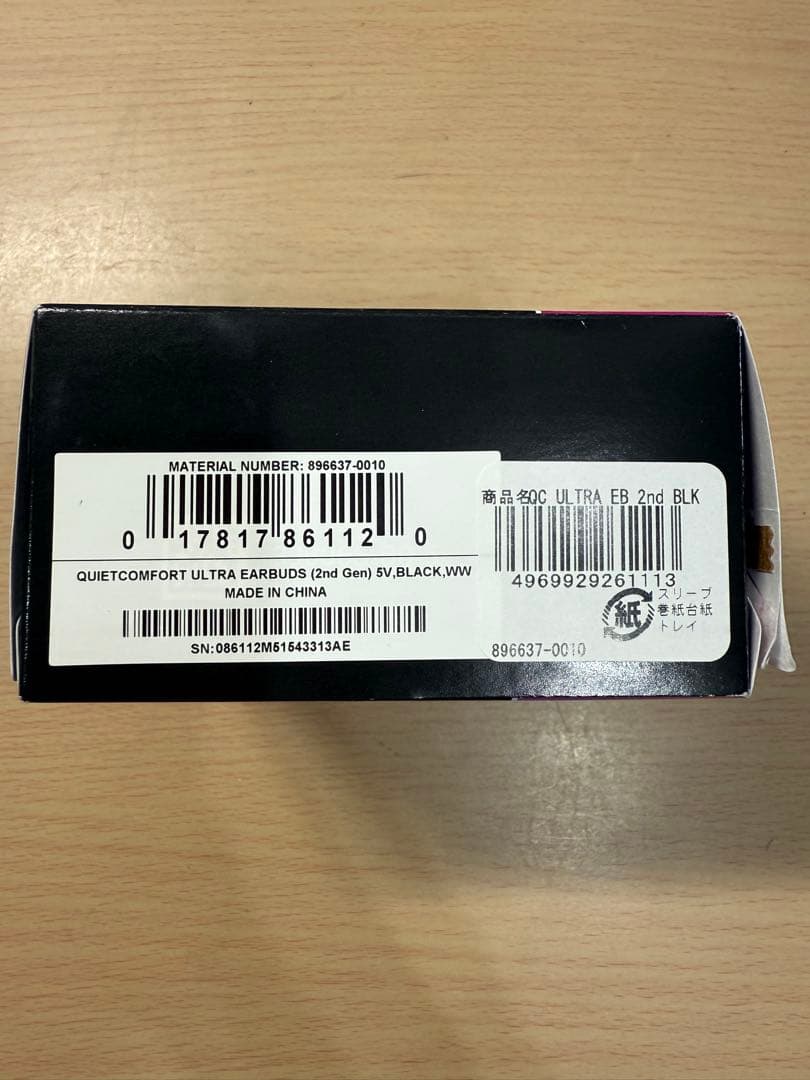 MATERIAL NUMBER: 896637-0010
0 17817 86112 0
QUIETCOMFORT ULTRA EARBUDS (2nd Gen) 5V,BLACK,WW
MADE IN CHINA
SN:086112M51543313AE
商品名QC ULTRA EB 2nd BLK
4969929261113
紙
スリーブ
巻紙台紙
トレイ
896637-0010